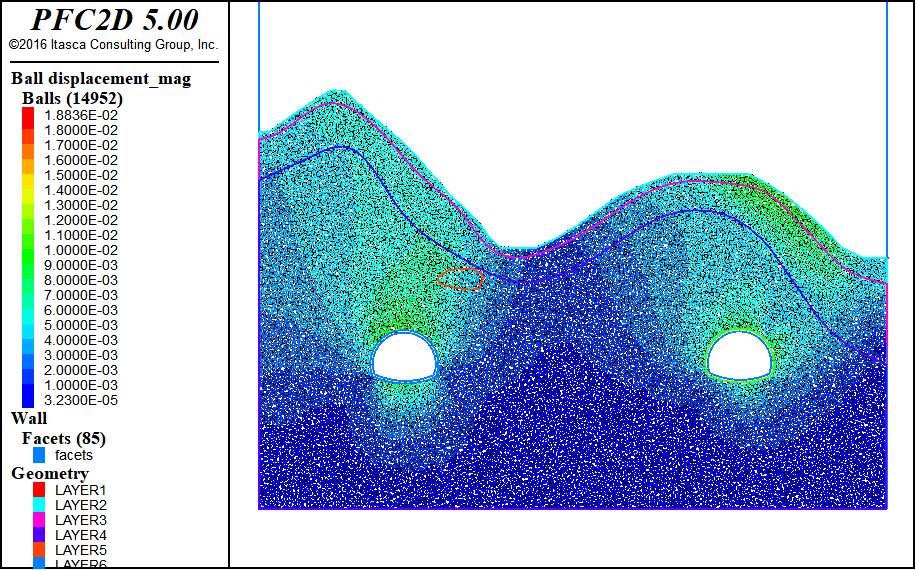 PFC2D 5.00
©2016 Itasca Consulting Group, Inc.
Ball displacement_mag
Balls (14952)
1.8836E-02
1.8000E-02
1.7000E-02
1.6000E-02
1.5000E-02
1.4000E-02
1.3000E-02
1.2000E-02
1.1000E-02
1.0000E-02
9.0000E-03
8.0000E-03
7.0000E-03
6.0000E-03
5.0000E-03
4.0000E-03
3.0000E-03
2.0000E-03
1.0000E-03
3.2300E-05
Wall
Facets (85)
facets
Geometry
LAYER1
LAYER2
LAYER3
LAYER4
LAYER5
LAYER6